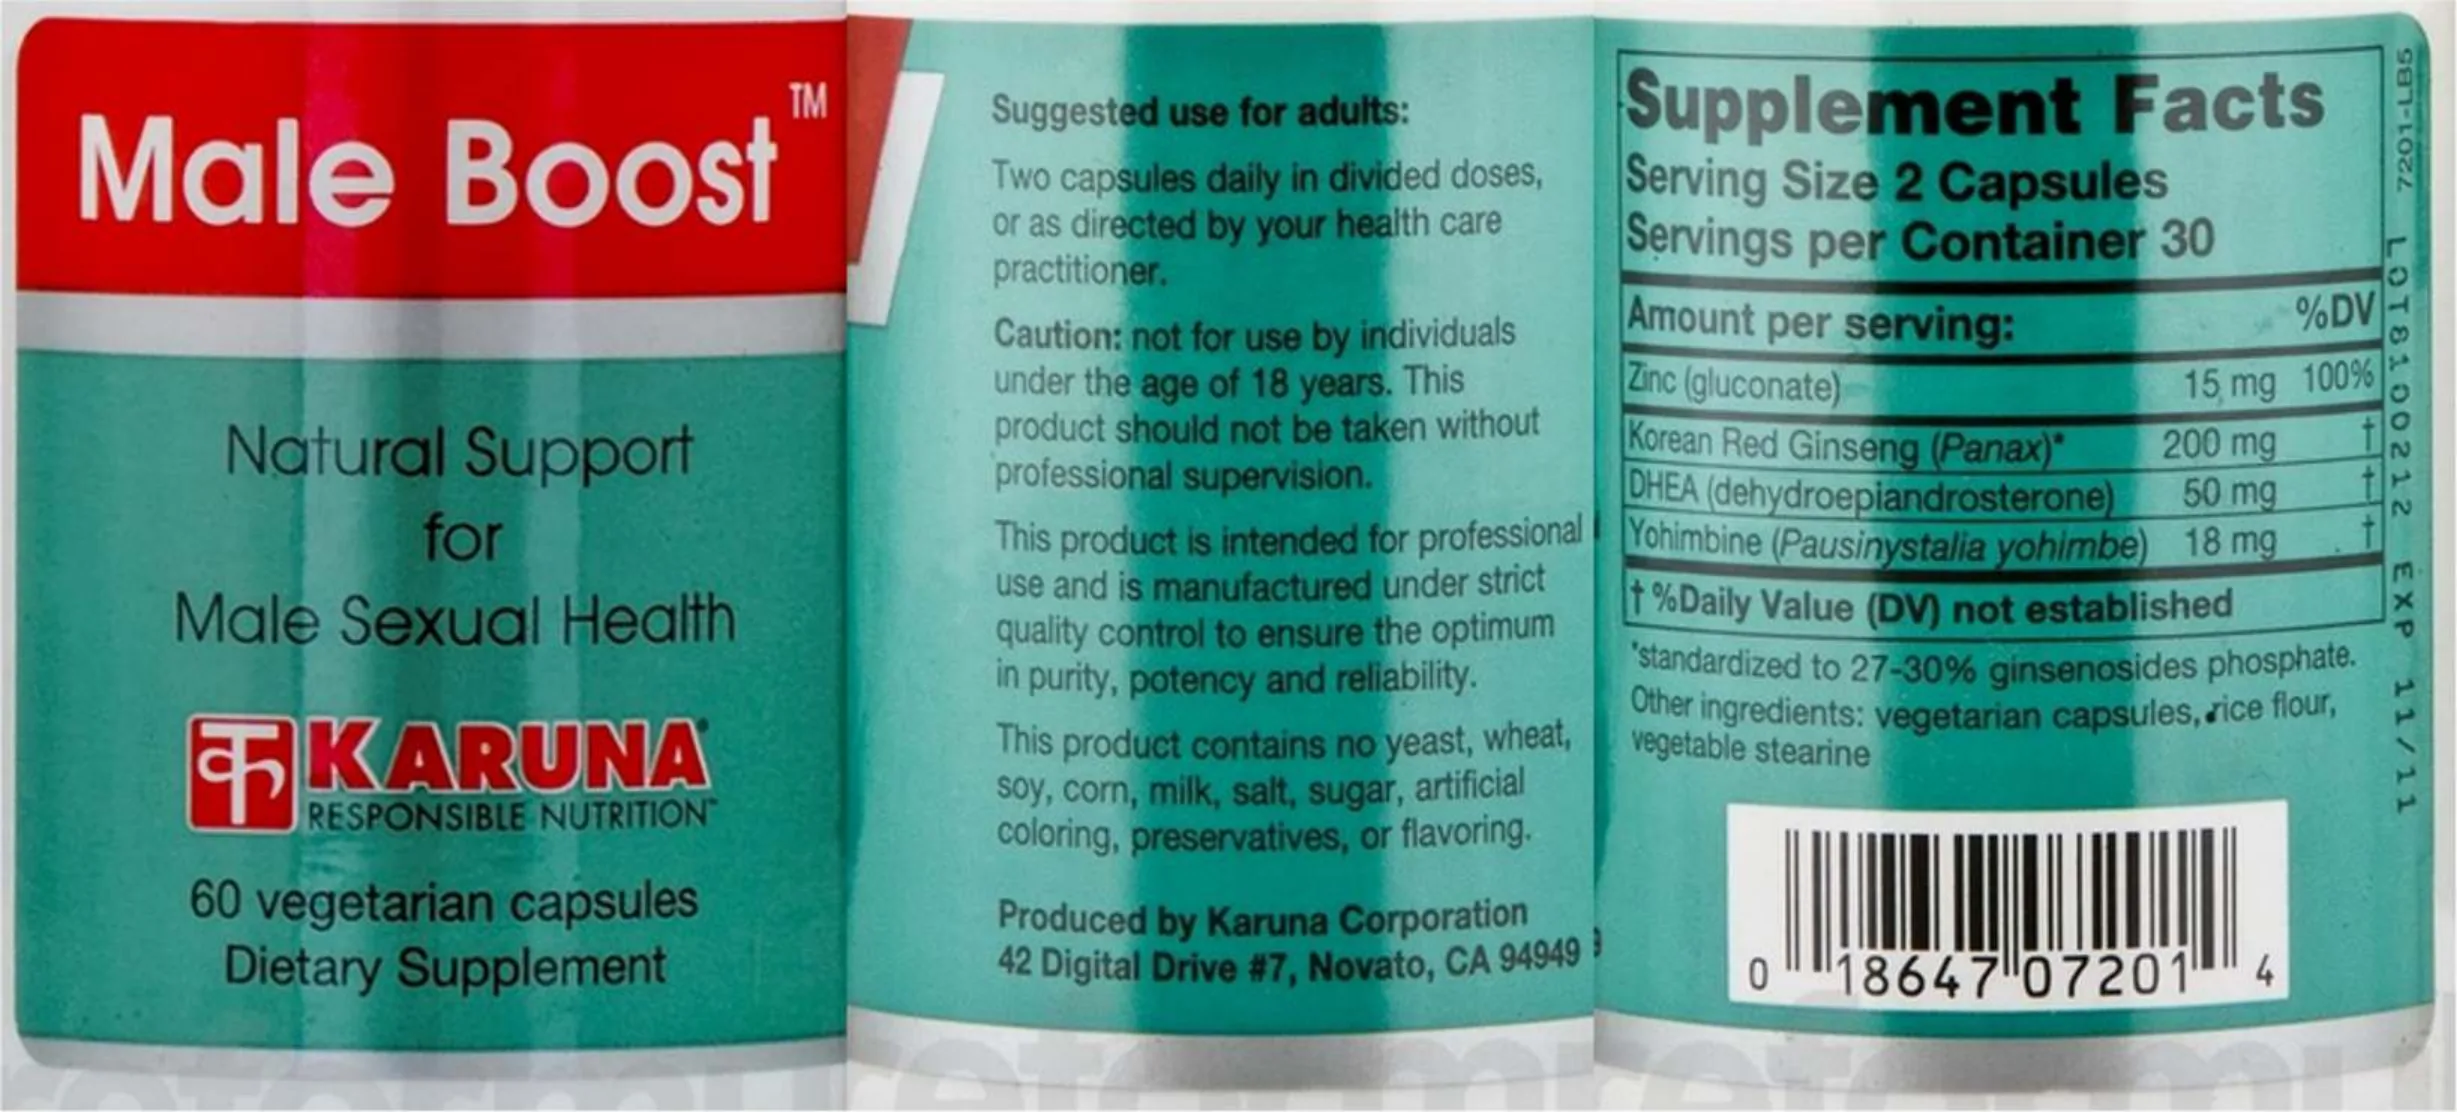 Male Boost™
Natural Support
for
Male Sexual Health
क KARUNA®
RESPONSIBLE NUTRITION™
60 vegetarian capsules
Dietary Supplement
Suggested use for adults:
Two capsules daily in divided doses,
or as directed by your health care
practitioner.
Caution: not for use by individuals
under the age of 18 years. This
product should not be taken without
professional supervision.
This product is intended for professional
use and is manufactured under strict
quality control to ensure the optimum
in purity, potency and reliability.
This product contains no yeast, wheat,
soy, corn, milk, salt, sugar, artificial
coloring, preservatives, or flavoring.
Produced by Karuna Corporation
42 Digital Drive #7, Novato, CA 94949
Supplement Facts
Serving Size 2 Capsules
Servings per Container 30
Amount per serving: %DV
Zinc (gluconate) 15 mg 100%
Korean Red Ginseng (Panax)* 200 mg †
DHEA (dehydroepiandrosterone) 50 mg †
Yohimbine (Pausinystalia yohimbe) 18 mg †
† %Daily Value (DV) not established
*standardized to 27-30% ginsenosides phosphate.
Other ingredients: vegetarian capsules, rice flour,
vegetable stearine
0 18647 07201 4
7201-LB5
LOT8100212 EXP 11/11